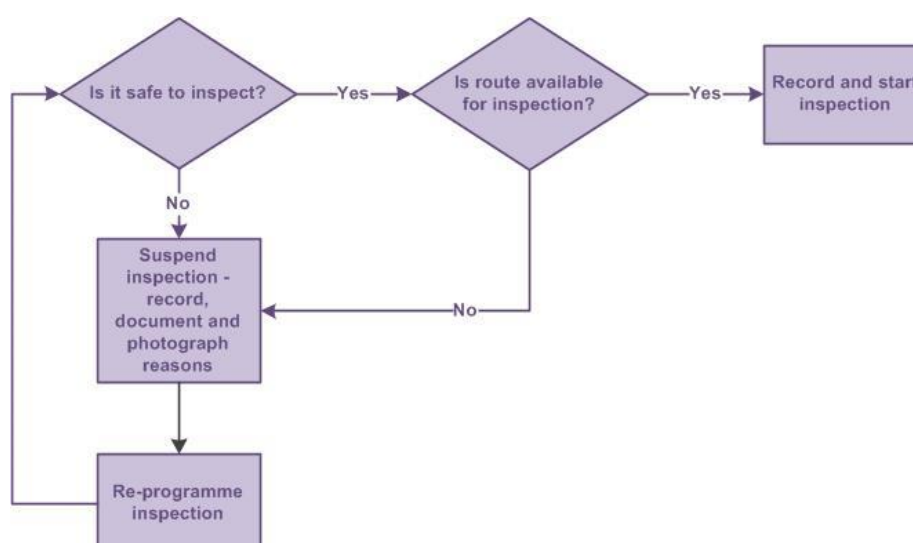 Is it safe to inspect?
Yes
Is route available
for inspection?
Yes
Record and start
inspection
No
Suspend
inspection -
record,
document and
photograph
reasons
No
Re-programme
inspection